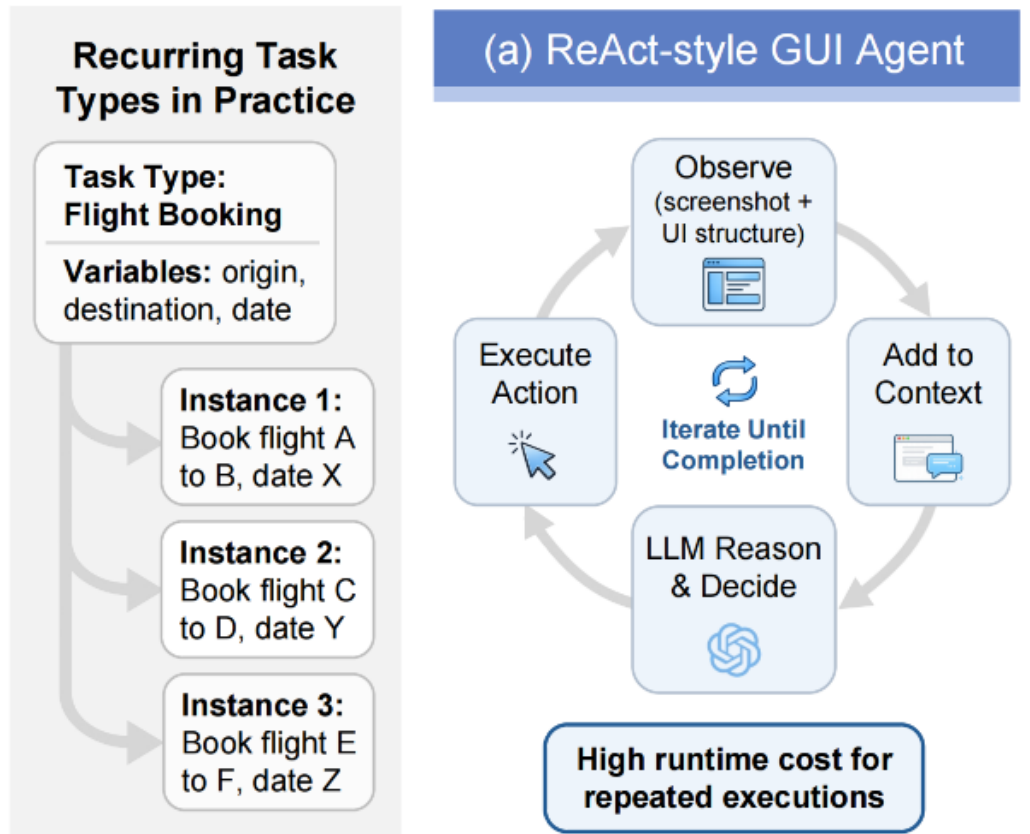 Recurring Task
Types in Practice
Task Type:
Flight Booking
Variables: origin,
destination, date
Instance 1:
Book flight A
to B, date X
Instance 2:
Book flight C
to D, date Y
Instance 3:
Book flight E
to F, date Z
(a) ReAct-style GUI Agent
Observe
(screenshot +
UI structure)
Add to
Context
LLM Reason
& Decide
Execute
Action
Iterate Until
Completion
High runtime cost for
repeated executions